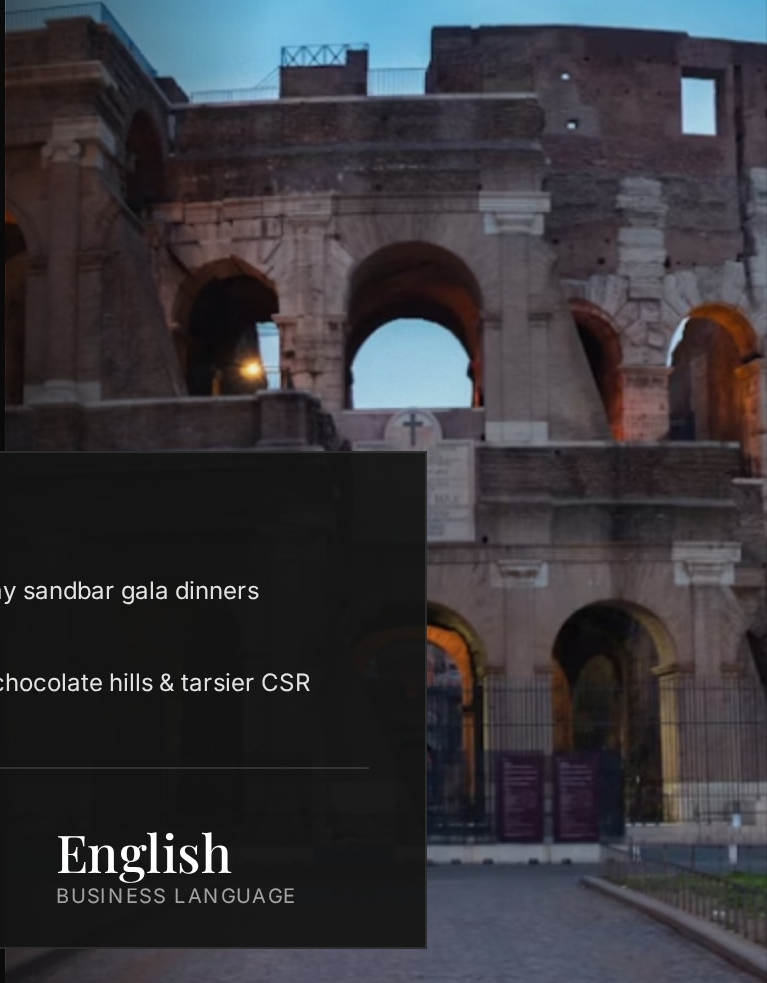 y sandbar gala dinners
chocolate hills & tarsier CSR
English
BUSINESS LANGUAGE